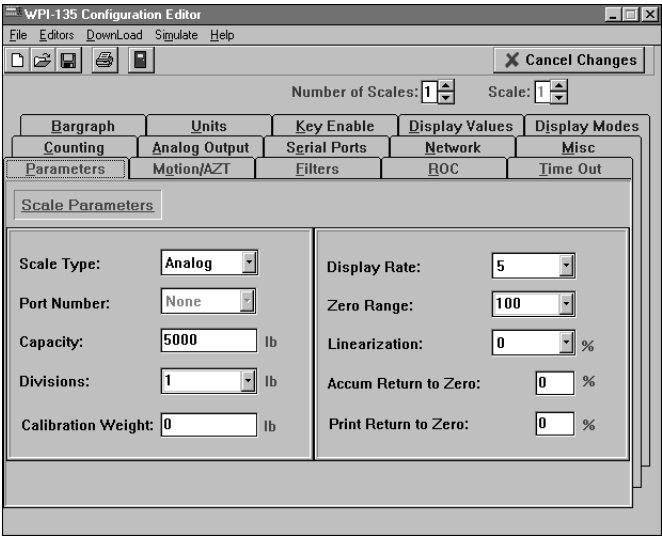 WPI-135 Configuration Editor
File Editors DownLoad Simulate Help
Cancel Changes
Number of Scales: 1 Scale: 1
Bargraph Units Key Enable Display Values Display Modes
Counting Analog Output Serial Ports Network Misc
Parameters Motion/AZT Filters ROC Time Out
Scale Parameters
Scale Type: Analog
Port Number: None
Capacity: 5000 lb
Divisions: 1 lb
Calibration Weight: 0 lb
Display Rate: 5
Zero Range: 100
Linearization: 0 %
Accum Return to Zero: 0 %
Print Return to Zero: 0 %